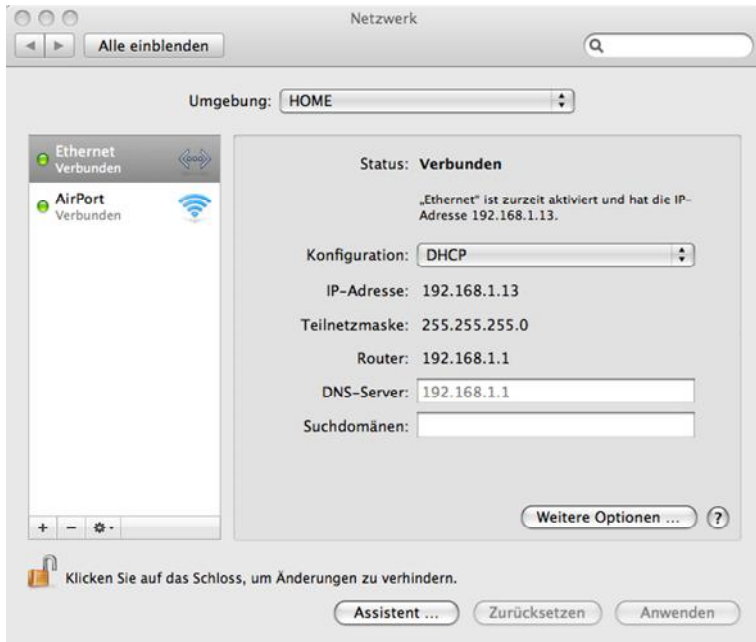 Netzwerk
Alle einblenden
Umgebung: HOME
Ethernet
Verbunden
AirPort
Verbunden
Status: Verbunden
„Ethernet“ ist zurzeit aktiviert und hat die IP-
Adresse 192.168.1.13.
Konfiguration: DHCP
IP-Adresse: 192.168.1.13
Teilnetzmaske: 255.255.255.0
Router: 192.168.1.1
DNS-Server: 192.168.1.1
Suchdomänen:
+ −
Weitere Optionen ... ?
Klicken Sie auf das Schloss, um Änderungen zu verhindern.
Assistent ... Zurücksetzen Anwenden